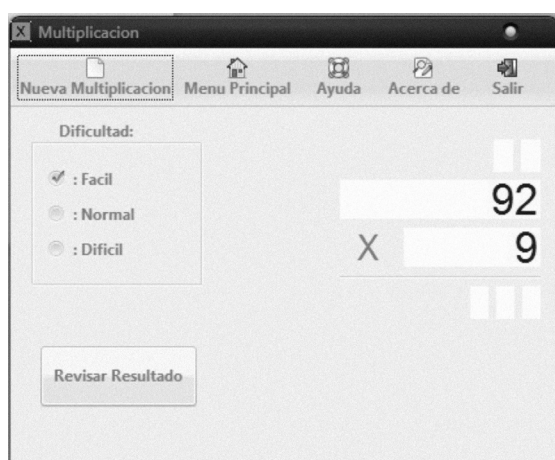 X Multiplicacion
Nueva Multiplicacion Menu Principal Ayuda Acerca de Salir
Dificultad:
: Facil
: Normal
: Dificil
92
X 9
Revisar Resultado